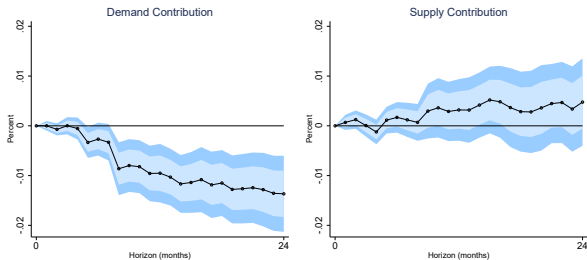 Demand Contribution
.02
.01
0
-.01
-.02
Percent
0
24
Horizon (months)
Supply Contribution
.02
.01
0
-.01
-.02
Percent
0
24
Horizon (months)